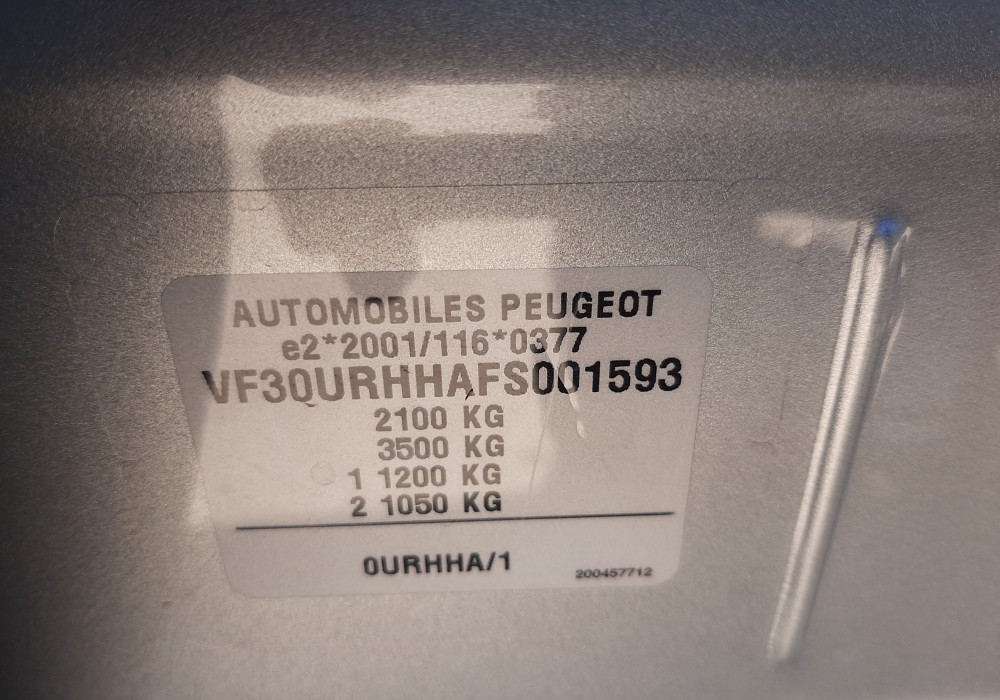 AUTOMOBILES PEUGEOT
e2*2001/116*0377
VF30URHHAFS001593
2100 KG
3500 KG
1 1200 KG
2 1050 KG
0URHHA/1
200457712